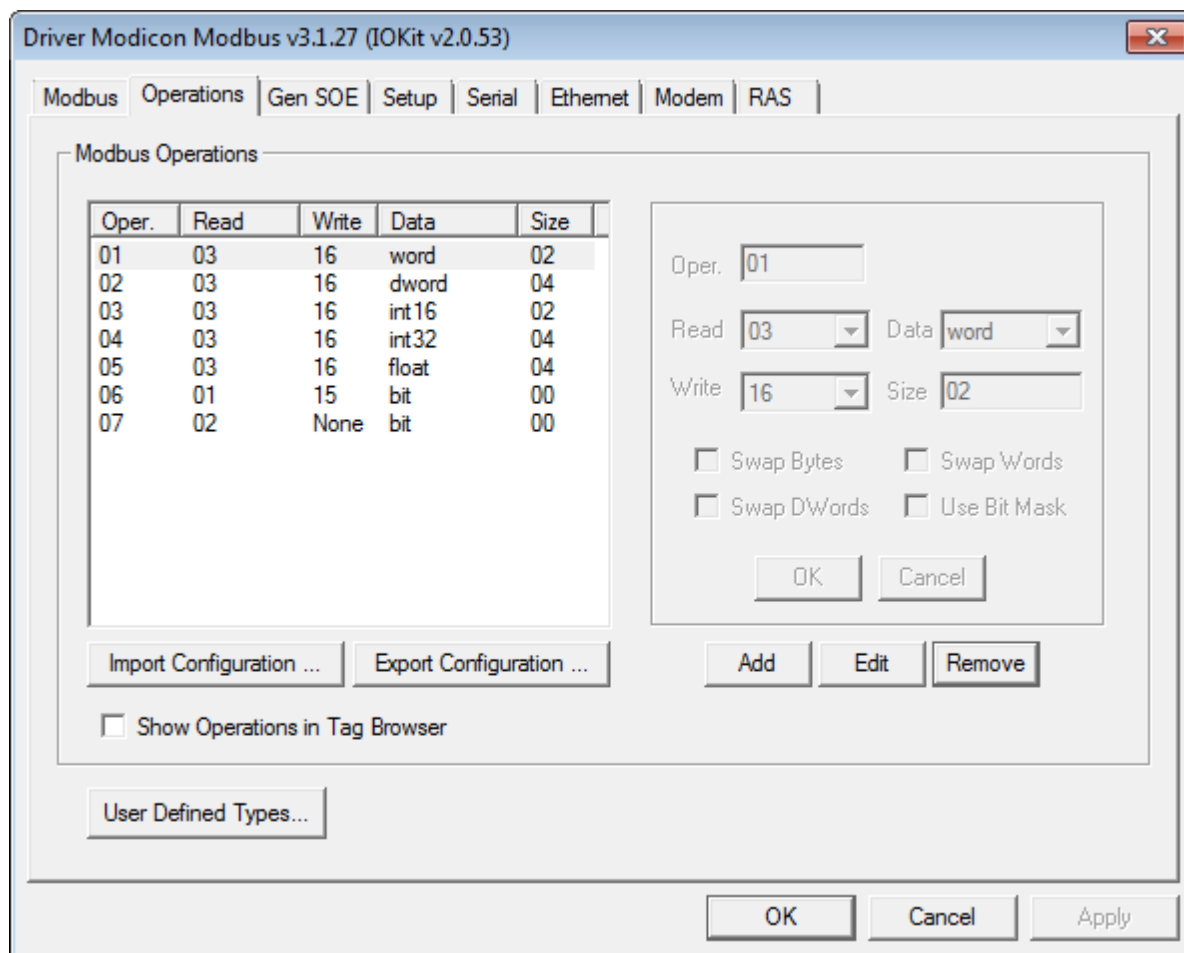 Driver Modicon Modbus v3.1.27 (IOKit v2.0.53)
Modbus Operations Gen SOE Setup Serial Ethernet Modem RAS
Modbus Operations
Oper. Read Write Data Size
01 03 16 word 02
02 03 16 dword 04
03 03 16 int16 02
04 03 16 int32 04
05 03 16 float 04
06 01 15 bit 00
07 02 None bit 00
Oper. 01
Read 03 Data word
Write 16 Size 02
Swap Bytes Swap Words
Swap DWords Use Bit Mask
OK Cancel
Import Configuration ... Export Configuration ... Add Edit Remove
Show Operations in Tag Browser
User Defined Types...
OK Cancel Apply